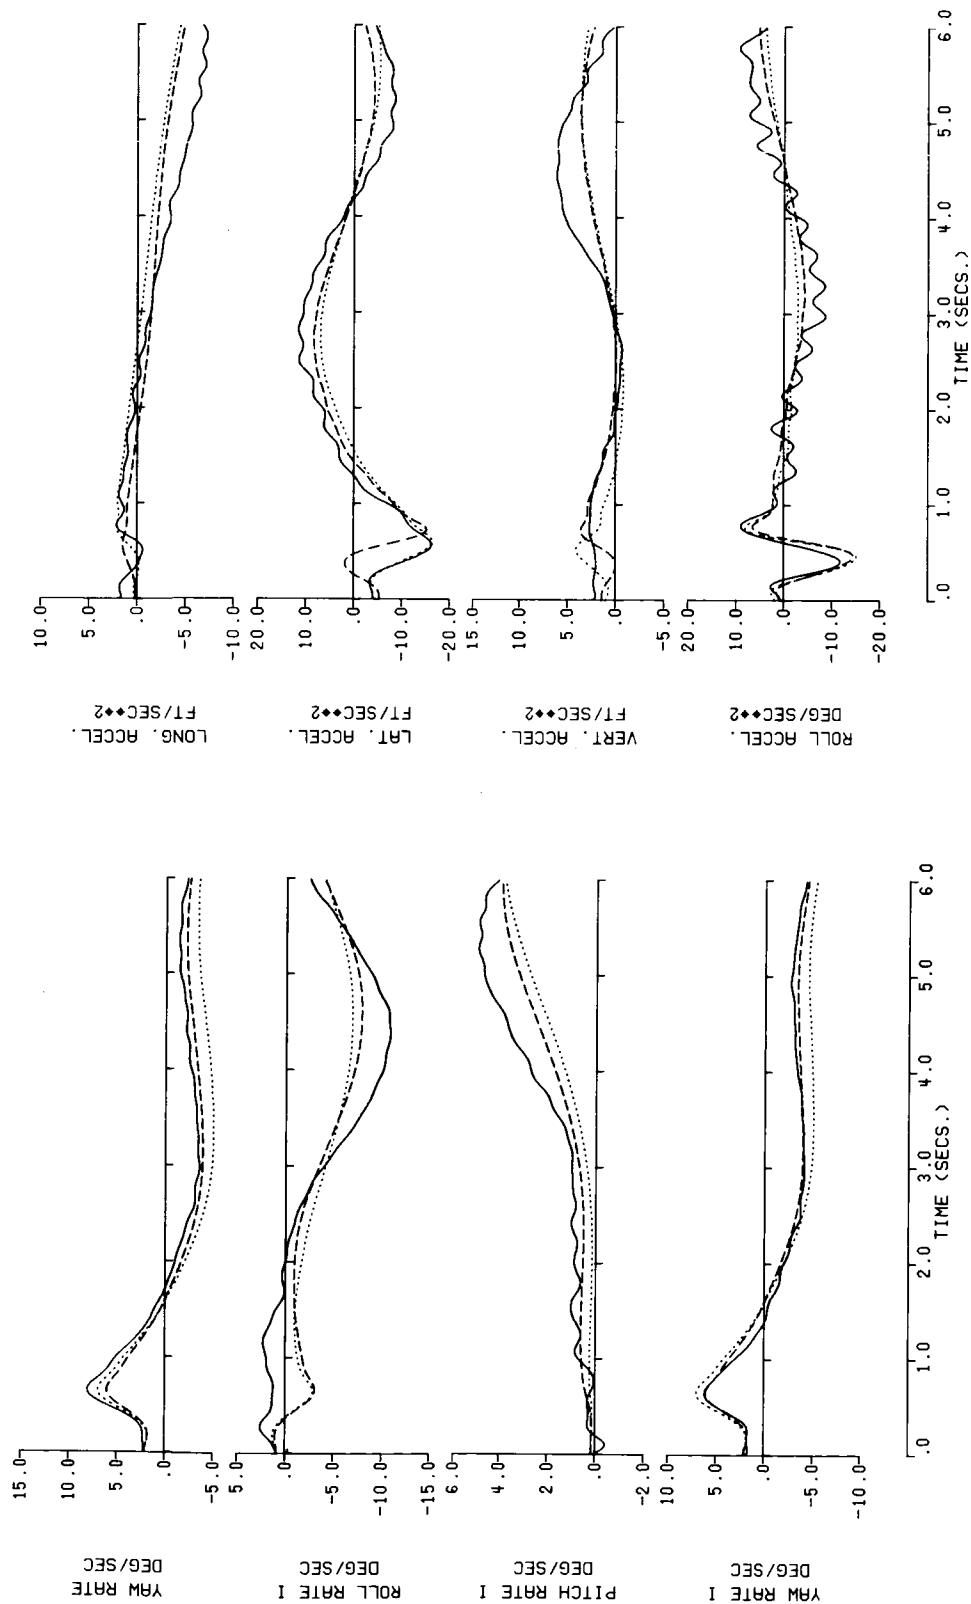 YAW RATE
DEG/SEC
15.0
10.0
5.0
.0
-5.0
ROLL RATE I
DEG/SEC
5.0
.0
-5.0
-10.0
-15.0
PITCH RATE I
DEG/SEC
6.0
4.0
2.0
.0
-2.0
YAW RATE I
DEG/SEC
10.0
5.0
.0
-5.0
-10.0
.0 1.0 2.0 3.0 4.0 5.0 6.0
TIME (SECS.)
LONG. ACCEL.
FT/SEC**2
10.0
5.0
.0
-5.0
-10.0
LAT. ACCEL.
FT/SEC**2
20.0
10.0
.0
-10.0
-20.0
VERT. ACCEL.
FT/SEC**2
15.0
10.0
5.0
.0
-5.0
ROLL ACCEL.
DEG/SEC**2
20.0
10.0
.0
-10.0
-20.0
.0 1.0 2.0 3.0 4.0 5.0 6.0
TIME (SECS.)